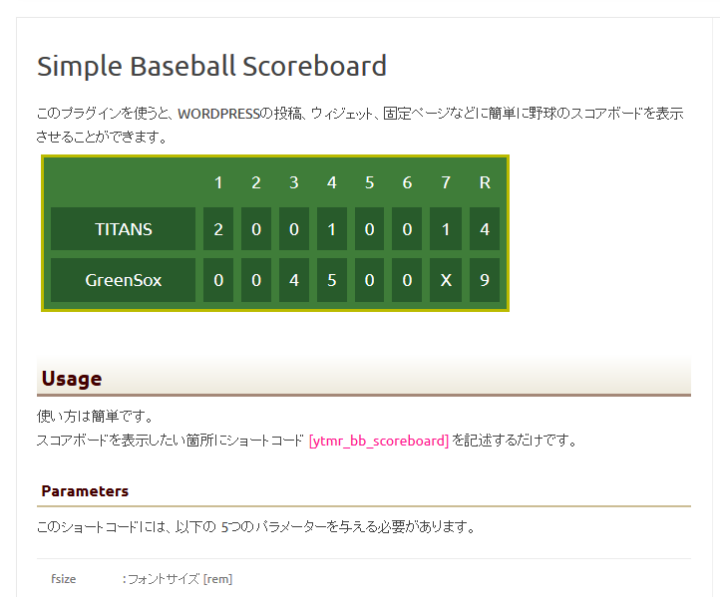 Simple Baseball Scoreboard
このプラグインを使うと、WORDPRESSの投稿、ウィジェット、固定ページなどに簡単に野球のスコアボードを表示
させることができます。
1 2 3 4 5 6 7 R
TITANS 2 0 0 1 0 0 1 4
GreenSox 0 0 4 5 0 0 X 9
Usage
使い方は簡単です。
スコアボードを表示したい箇所にショートコード [ytmr_bb_scoreboard] を記述するだけです。
Parameters
このショートコードには、以下の 5つのパラメーターを与える必要があります。
fsize : フォントサイズ [rem]